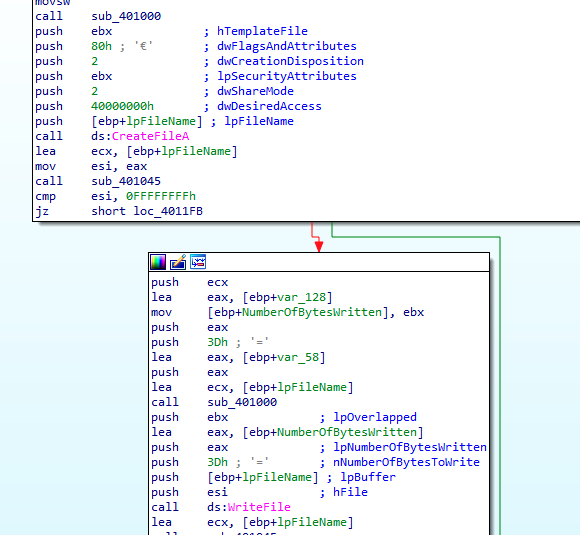 movsw
call sub_401000
push ebx ; hTemplateFile
push 80h ; '€' ; dwFlagsAndAttributes
push 2 ; dwCreationDisposition
push ebx ; lpSecurityAttributes
push 2 ; dwShareMode
push 40000000h ; dwDesiredAccess
push [ebp+lpFileName] ; lpFileName
call ds:CreateFileA
lea ecx, [ebp+lpFileName]
mov esi, eax
call sub_401045
cmp esi, 0FFFFFFFFh
jz short loc_4011FB
push ecx
lea eax, [ebp+var_128]
mov [ebp+NumberOfBytesWritten], ebx
push eax
push 3Dh ; '='
lea eax, [ebp+var_58]
push eax
lea ecx, [ebp+lpFileName]
call sub_401000
push ebx ; lpOverlapped
lea eax, [ebp+NumberOfBytesWritten]
push eax ; lpNumberOfBytesWritten
push 3Dh ; '=' ; nNumberOfBytesToWrite
push [ebp+lpFileName] ; lpBuffer
push esi ; hFile
call ds:WriteFile
lea ecx, [ebp+lpFileName]